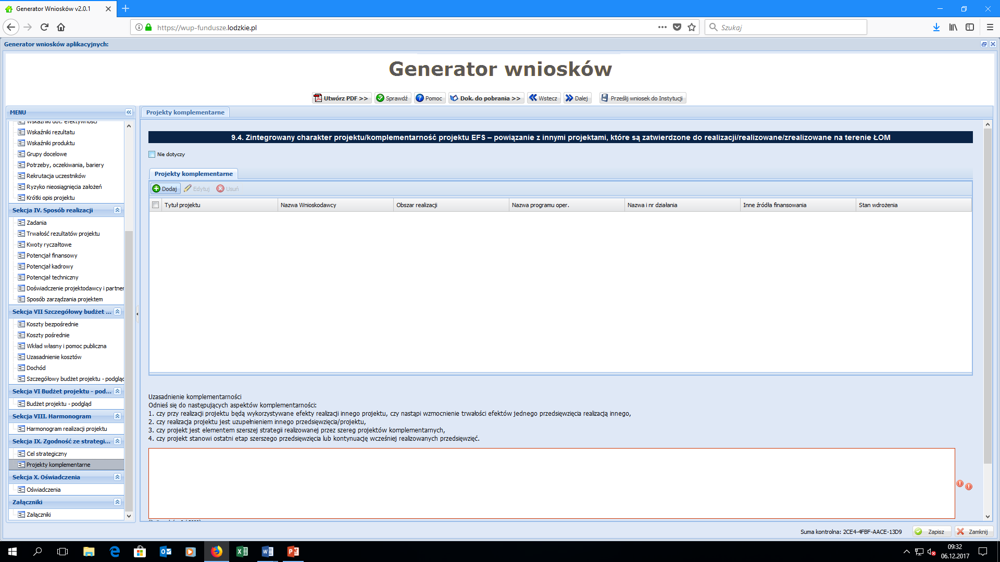 Generator Wniosków v2.0.1
https://wup-fundusze.lodzkie.pl
Szukaj
Generator wniosków aplikacyjnych:
Generator wniosków
Utwórz PDF >>
Sprawdź
Pomoc
Dok. do pobrania >>
Wstecz
Dalej
Prześlij wniosek do Instytucji
MENU
Wskaźniki dot. efektywności
Wskaźniki rezultatu
Wskaźniki produktu
Grupy docelowe
Potrzeby, oczekiwania, bariery
Rekrutacja uczestników
Ryzyko nieosiągnięcia założeń
Krótki opis projektu
Sekcja IV. Sposób realizacji
Zadania
Trwałość rezultatów projektu
Kwoty ryczałtowe
Potencjał finansowy
Potencjał kadrowy
Potencjał techniczny
Doświadczenie projektodawcy i partner
Sposób zarządzania projektem
Sekcja VII Szczegółowy budżet ...
Koszty bezpośrednie
Koszty pośrednie
Wkład własny i pomoc publiczna
Uzasadnienie kosztów
Dochód
Szczegółowy budżet projektu - podgląd
Sekcja VI Budżet projektu - pod...
Budżet projektu - podgląd
Sekcja VIII. Harmonogram
Harmonogram realizacji projektu
Sekcja IX. Zgodność ze strategi...
Cel strategiczny
Projekty komplementarne
Sekcja X. Oświadczenia
Oświadczenia
Załączniki
Załączniki
Projekty komplementarne
9.4. Zintegrowany charakter projektu/komplementarność projektu EFS – powiązanie z innymi projektami, które są zatwierdzone do realizacji/realizowane/zrealizowane na terenie ŁOM
Nie dotyczy
Projekty komplementarne
Dodaj
Edytuj
Usuń
Tytuł projektu
Nazwa Wnioskodawcy
Obszar realizacji
Nazwa programu oper.
Nazwa i nr działania
Inne źródła finansowania
Stan wdrożenia
Uzasadnienie komplementarności
Odnieś się do następujących aspektów komplementarności:
1. czy przy realizacji projektu będą wykorzystywane efekty realizacji innego projektu, czy nastąpi wzmocnienie trwałości efektów jednego przedsięwzięcia realizacją innego,
2. czy realizacja projektu jest uzupełnieniem innego przedsięwzięcia/projektu,
3. czy projekt jest elementem szerszej strategii realizowanej przez szereg projektów komplementarnych,
4. czy projekt stanowi ostatni etap szerszego przedsięwzięcia lub kontynuację wcześniej realizowanych przedsięwzięć.
Suma kontrolna: 2CE4-4FBF-AACE-13D9
Zapisz
Zamknij
09:32
06.12.2017